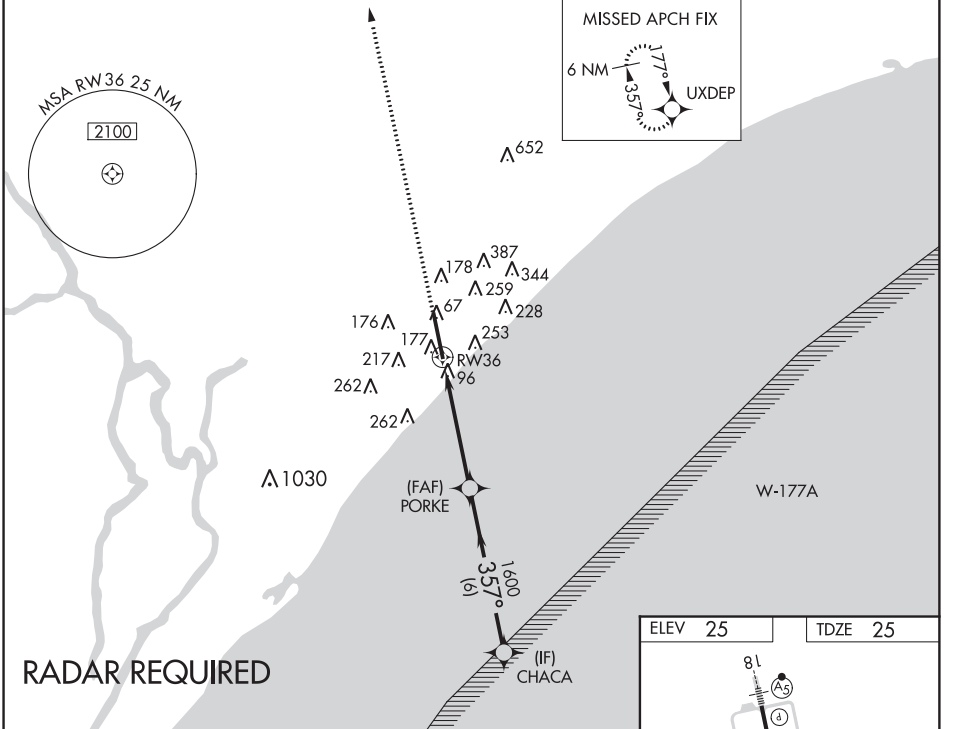 MISSED APCH FIX
6 NM
177°
357°
UXDEP
MSA RW36 25 NM
2100
652
387
178
344
259
67
228
176
177
253
217
RW36
96
262
262
1030
(FAF)
PORKE
W-177A
1600
357°
(6)
(IF)
CHACA
RADAR REQUIRED
ELEV 25
TDZE 25
18
A5
P